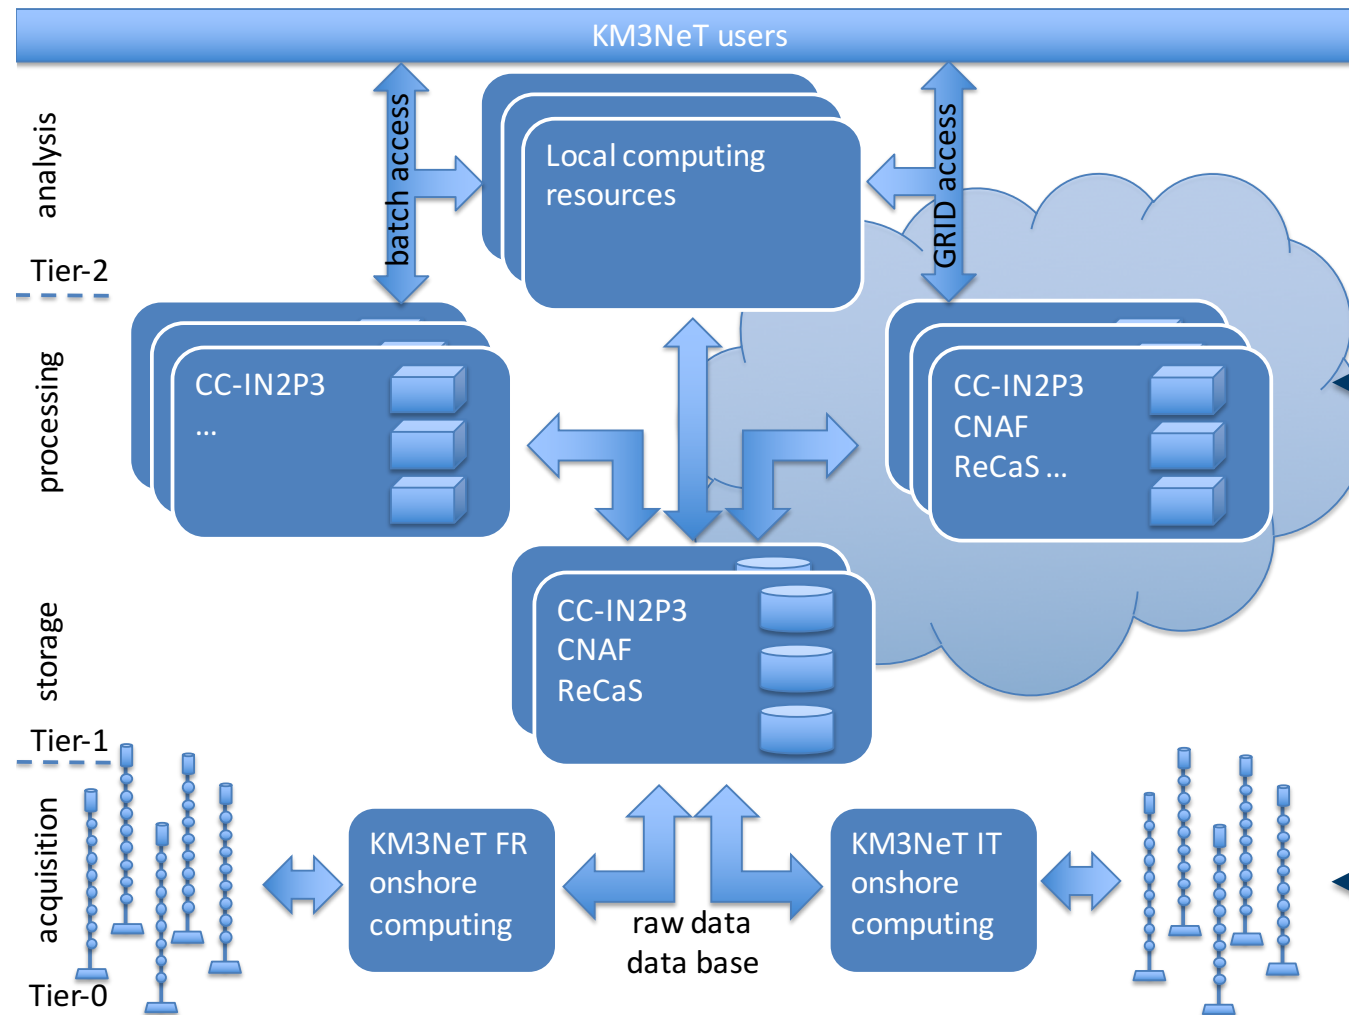 KM3NeT users
analysis
batch access
Local computing
resources
GRID access
Tier-2
processing
CC-IN2P3
...
CC-IN2P3
CNAF
ReCaS ...
storage
CC-IN2P3
CNAF
ReCaS
Tier-1
acquisition
KM3NeT FR
onshore
computing
raw data
data base
KM3NeT IT
onshore
computing
Tier-0